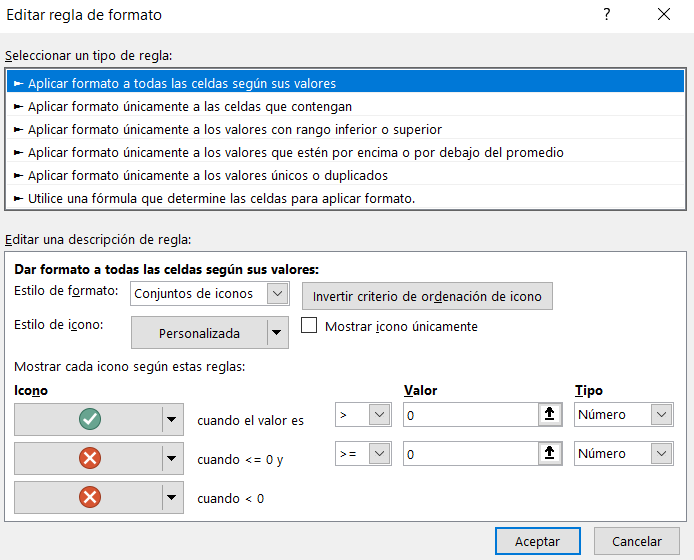 Editar regla de formato ?
Seleccionar un tipo de regla:
► Aplicar formato a todas las celdas según sus valores
► Aplicar formato únicamente a las celdas que contengan
► Aplicar formato únicamente a los valores con rango inferior o superior
► Aplicar formato únicamente a los valores que estén por encima o por debajo del promedio
► Aplicar formato únicamente a los valores únicos o duplicados
► Utilice una fórmula que determine las celdas para aplicar formato.
Editar una descripción de regla:
Dar formato a todas las celdas según sus valores:
Estilo de formato: Conjuntos de iconos Invertir criterio de ordenación de icono
Estilo de icono: Personalizada Mostrar icono únicamente
Mostrar cada icono según estas reglas:
Icono Valor Tipo
cuando el valor es > 0 Número
cuando <= 0 y >= 0 Número
cuando < 0
Aceptar Cancelar